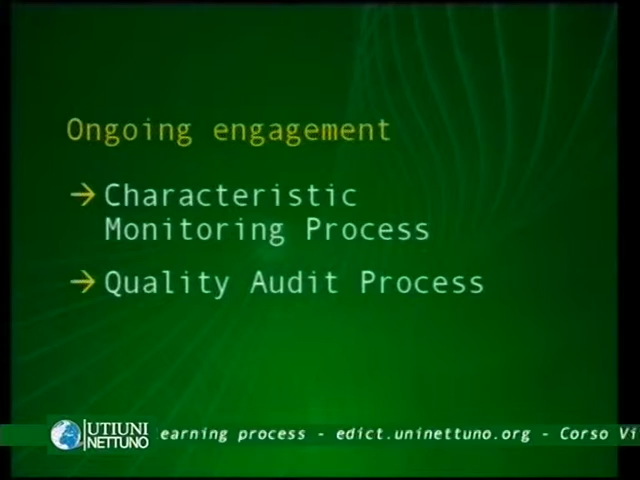 Ongoing engagement
→ Characteristic
Monitoring Process
→ Quality Audit Process
UTIUNI
NETTUNO
earning process - edict.uninettuno.org - Corso Vi